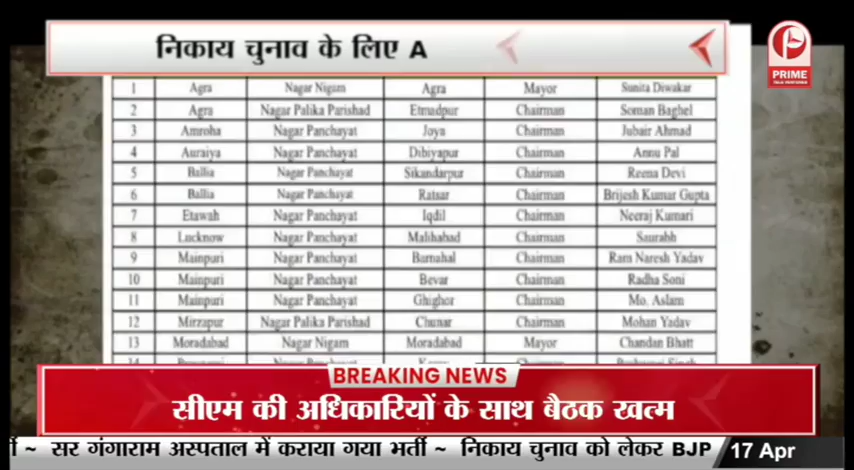 निकाय चुनाव के लिए A
PRIME
1 Agra Nagar Nigam Agra Mayor Sunita Diwakar
2 Agra Nagar Palika Parishad Etmadpur Chairman Soman Baghel
3 Amroha Nagar Panchayat Joya Chairman Jubair Ahmad
4 Auraiya Nagar Panchayat Dibiyapur Chairman Annu Pal
5 Ballia Nagar Panchayat Sikandarpur Chairman Reena Devi
6 Ballia Nagar Panchayat Ratsar Chairman Brijesh Kumar Gupta
7 Etawah Nagar Panchayat Iqdil Chairman Neeraj Kumari
8 Lucknow Nagar Panchayat Malihabad Chairman Saurabh
9 Mainpuri Nagar Panchayat Barnahal Chairman Ram Naresh Yadav
10 Mainpuri Nagar Panchayat Bevar Chairman Radha Soni
11 Mainpuri Nagar Panchayat Ghighor Chairman Mo. Aslam
12 Mirzapur Nagar Palika Parishad Chunar Chairman Mohan Yadav
13 Moradabad Nagar Nigam Moradabad Mayor Chandan Bhatt
BREAKING NEWS
सीएम की अधिकारियों के साथ बैठक खत्म
~ सर गंगाराम अस्पताल में कराया गया भर्ती ~ निकाय चुनाव को लेकर BJP 17 Apr